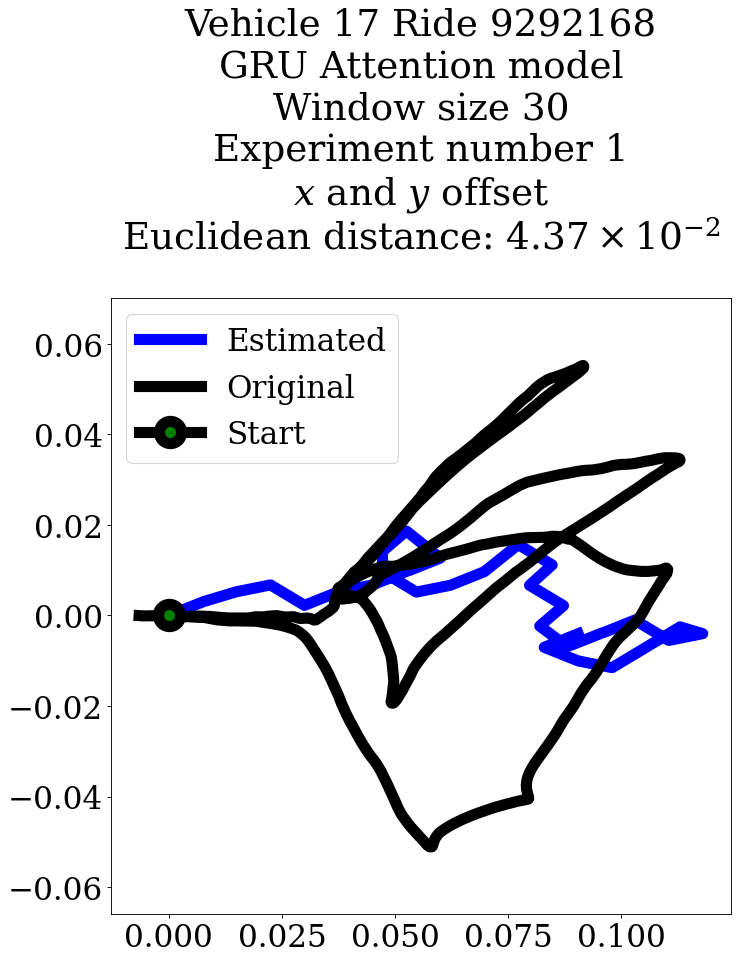 Vehicle 17 Ride 9292168
GRU Attention model
Window size 30
Experiment number 1
x and y offset
Euclidean distance: 4.37 × 10⁻²
Estimated
Original
Start
0.06
0.04
0.02
0.00
−0.02
−0.04
−0.06
0.000 0.025 0.050 0.075 0.100